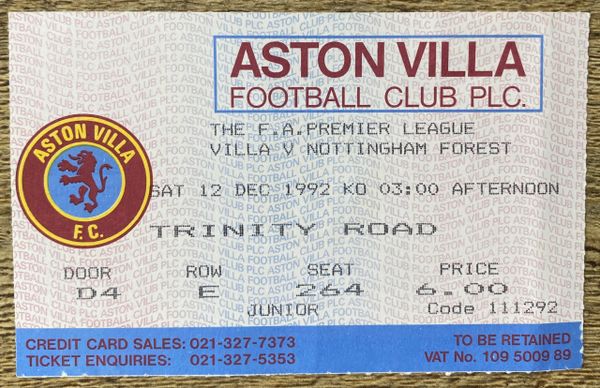 ASTON VILLA
FOOTBALL CLUB PLC.
THE F.A.PREMIER LEAGUE
VILLA V NOTTINGHAM FOREST
ASTON VILLA
F.C.
SAT 12 DEC 1992 KO 03:00 AFTERNOON
TRINITY ROAD
DOOR ROW SEAT PRICE
D4 E 264 6.00
JUNIOR Code 111292
CREDIT CARD SALES: 021-327-7373 TO BE RETAINED
TICKET ENQUIRIES: 021-327-5353 VAT No. 109 5009 89